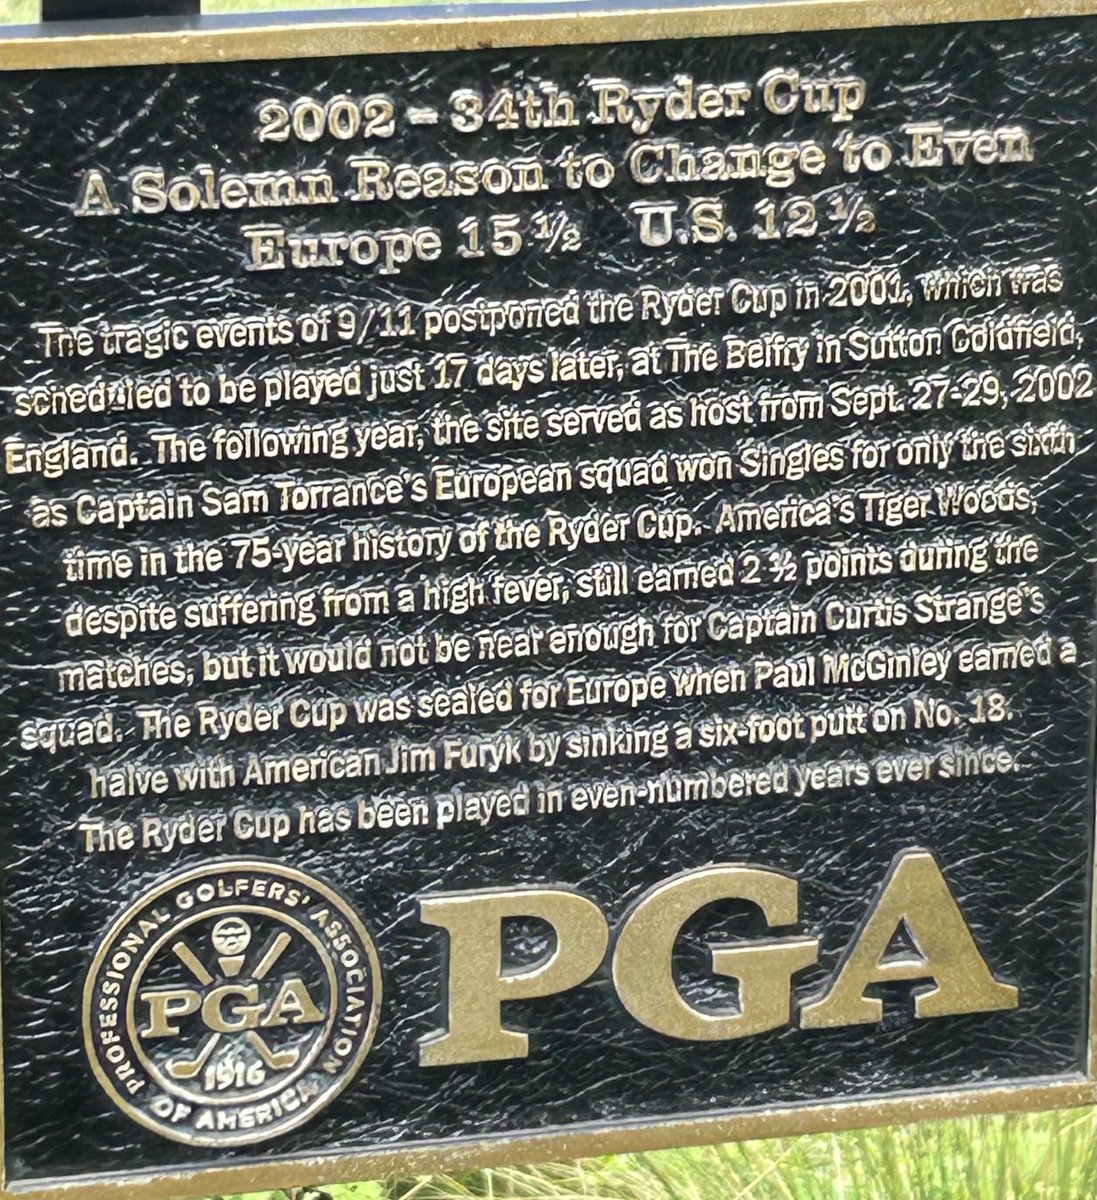 2002 - 34th Ryder Cup
A Solemn Reason to Change to Even
Europe 15 ½ U.S. 12 ½
The tragic events of 9/11 postponed the Ryder Cup in 2001, which was
scheduled to be played just 17 days later, at The Belfry in Sutton Coldfield,
England. The following year, the site served as host from Sept. 27-29, 2002
as Captain Sam Torrance's European squad won Singles for only the sixth
time in the 75-year history of the Ryder Cup. America's Tiger Woods,
despite suffering from a high fever, still earned 2 ½ points during the
matches, but it would not be near enough for Captain Curtis Strange's
squad. The Ryder Cup was sealed for Europe when Paul McGinley earned a
halve with American Jim Furyk by sinking a six-foot putt on No. 18.
The Ryder Cup has been played in even-numbered years ever since.
PROFESSIONAL GOLFERS' ASSOCIATION
OF AMERICA
PGA
1916
PGA